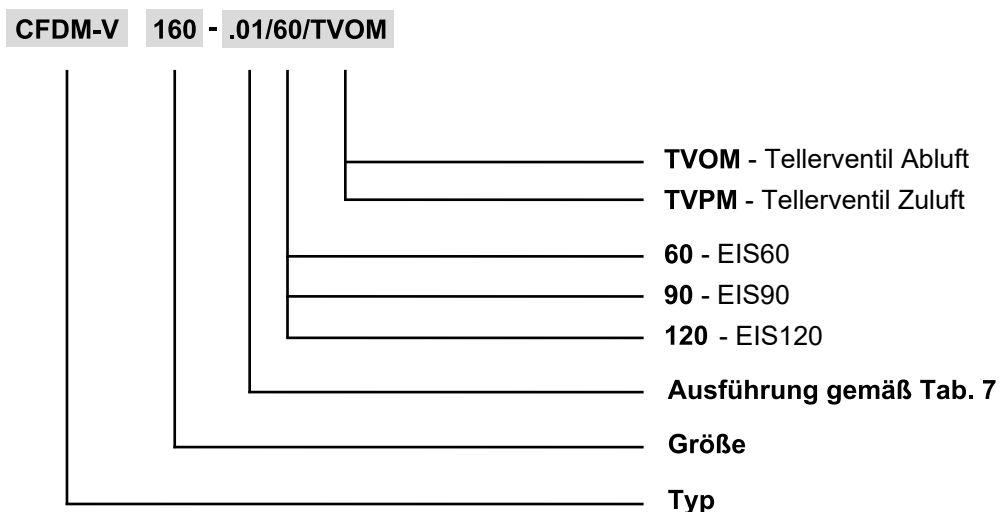 CFDM-V 160 - .01/60/TVOM
TVOM - Tellerventil Abluft
TVPM - Tellerventil Zuluft
60 - EIS60
90 - EIS90
120 - EIS120
Ausführung gemäß Tab. 7
Größe
Typ